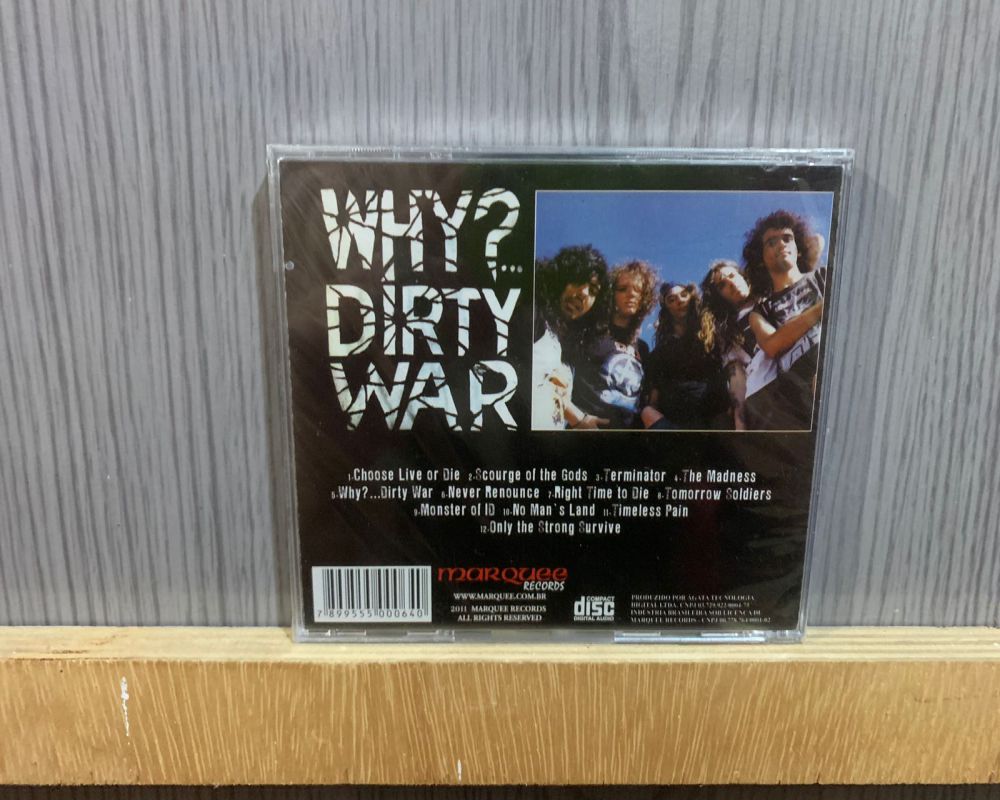 WHY?...
DIRTY
WAR
1.Choose Live or Die 2.Scourge of the Gods 3.Terminator 4.The Madness
5.Why?...Dirty War 6.Never Renounce 7.Right Time to Die 8.Tomorrow Soldiers
9.Monster of ID 10.No Man`s Land 11.Timeless Pain
12.Only the Strong Survive
MARQUEE
RECORDS
WWW.MARQUEE.COM.BR
2011 MARQUEE RECORDS
ALL RIGHTS RESERVED
7 899555 000640
COMPACT
disc
DIGITAL AUDIO
PRODUZIDO POR AGATA TECNOLOGIA
DIGITAL LTDA. CNPJ
INDÚSTRIA BRASILEIRA SOB LICENCA DE
MARQUEE RECORDS - CNPJ